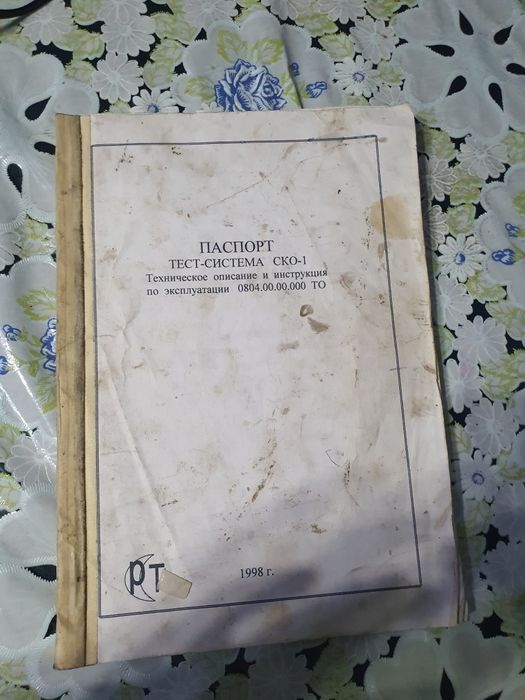 ПАСПОРТ
ТЕСТ-СИСТЕМА СКО-1
Техническое описание и инструкция
по эксплуатации 0804.00.00.000 ТО
РТ
1998 г.